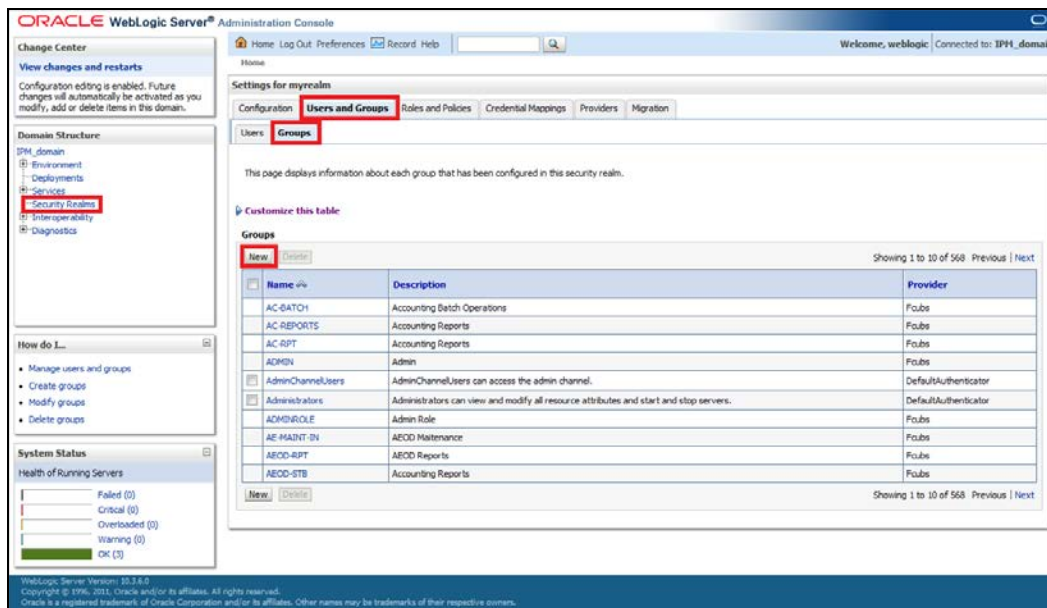 ORACLE WebLogic Server® Administration Console
Change Center
View changes and restarts
Configuration editing is enabled. Future
changes will automatically be activated as you
modify, add or delete items in this domain.
Domain Structure
IPM_domain
Environment
Deployments
Services
Security Realms
Interoperability
Diagnostics
How do I...
Manage users and groups
Create groups
Modify groups
Delete groups
System Status
Health of Running Servers
Failed (0)
Critical (0)
Overloaded (0)
Warning (0)
OK (3)
Home Log Out Preferences Record Help
Welcome, weblogic Connected to: IPM_domai
Home
Settings for myrealm
Configuration Users and Groups Roles and Policies Credential Mappings Providers Migration
Users Groups
This page displays information about each group that has been configured in this security realm.
Customize this table
Groups
New Delete Showing 1 to 10 of 568 Previous | Next
Name Description Provider
AC-BATCH Accounting Batch Operations Fcubs
AC-REPORTS Accounting Reports Fcubs
AC-RPT Accounting Reports Fcubs
ADMIN Admin Fcubs
AdminChannelUsers AdminChannelUsers can access the admin channel. DefaultAuthenticator
Administrators Administrators can view and modify all resource attributes and start and stop servers. DefaultAuthenticator
ADMINROLE Admin Role Fcubs
AE-MAINT-IN AEOD Maitenance Fcubs
AEOD-RPT AEOD Reports Fcubs
AEOD-STB Accounting Reports Fcubs
New Delete Showing 1 to 10 of 568 Previous | Next
WebLogic Server Version: 10.3.6.0
Copyright © 1996, 2011, Oracle and/or its affiliates. All rights reserved.
Oracle is a registered trademark of Oracle Corporation and/or its affiliates. Other names may be trademarks of their respective owners.